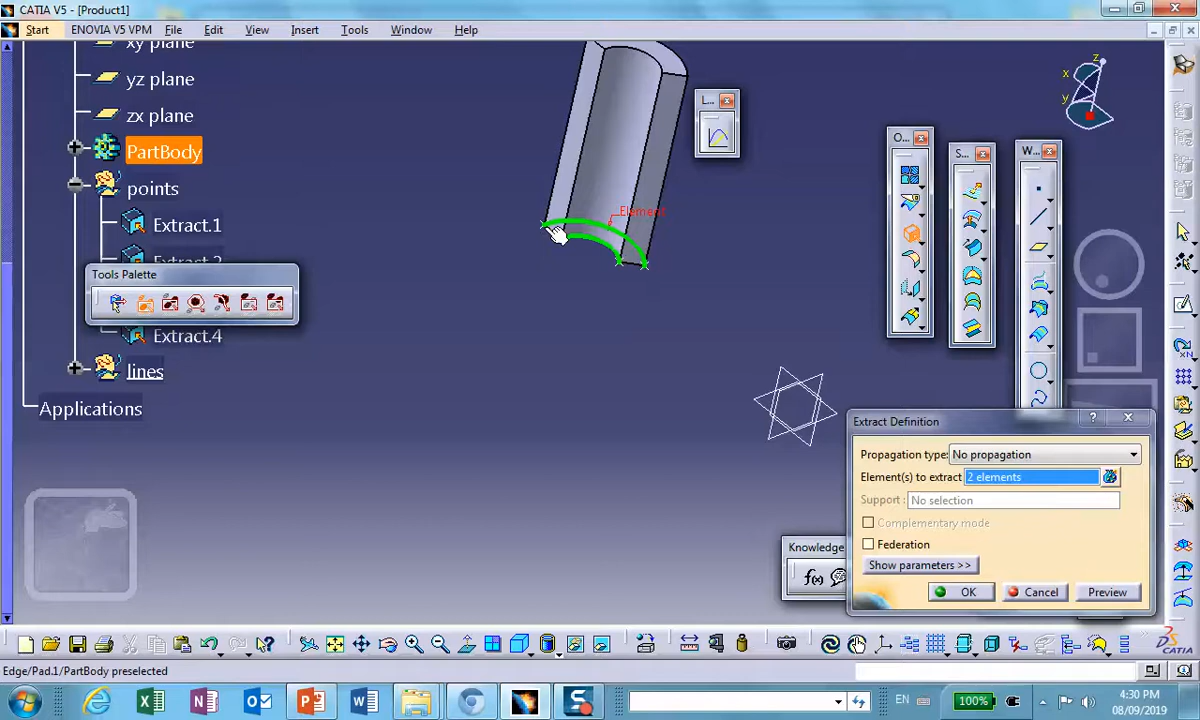 CATIA V5 - [Product1]
Start ENOVIA V5 VPM File Edit View Insert Tools Window Help
xy plane
yz plane
zx plane
PartBody
points
Extract.1
Extract.2
Tools Palette
Extract.4
lines
Applications
L...
O...
S...
W...
x
y
z
Element
Extract Definition
Propagation type: No propagation
Element(s) to extract 2 elements
Support : No selection
Complementary mode
Federation
Show parameters >>
OK Cancel Preview
Knowledge
f(x)
CATIA
Edge/Pad.1/PartBody preselected
EN 100% 4:30 PM
08/09/2019